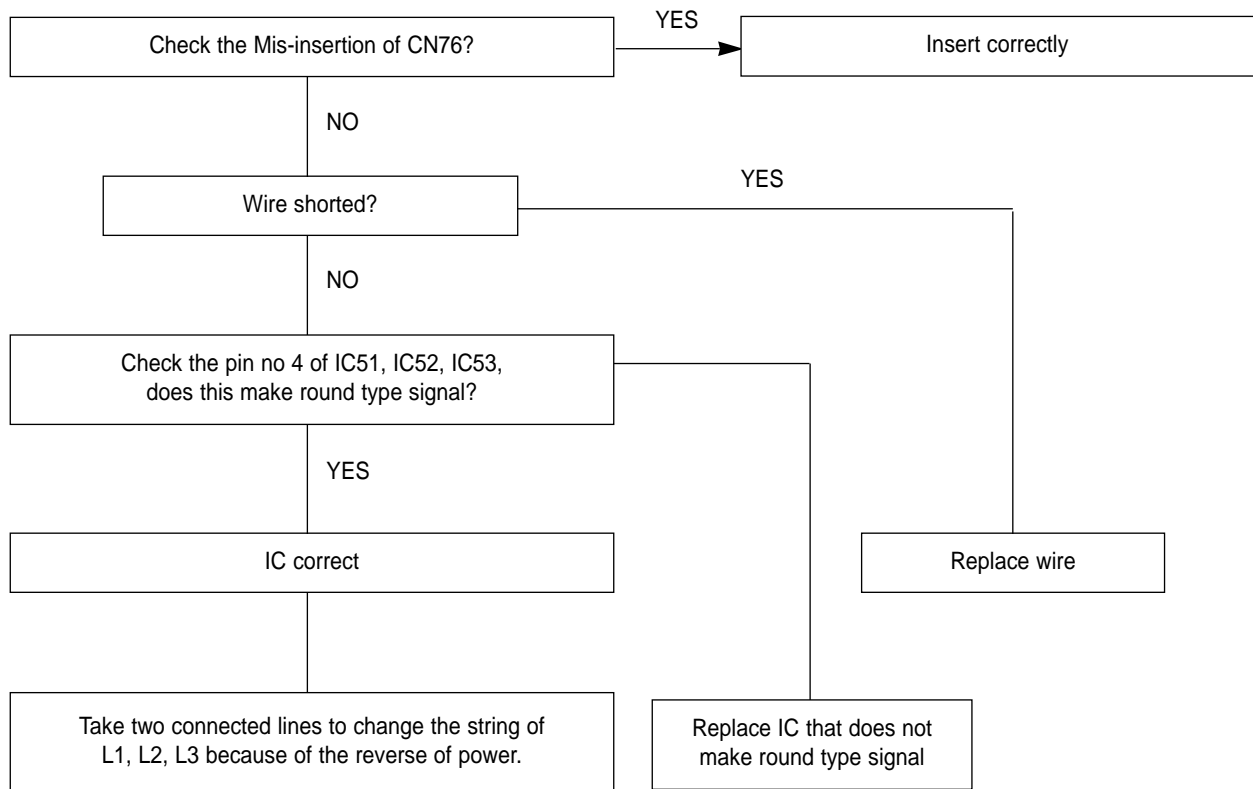 Check the Mis-insertion of CN76?
YES
Insert correctly
NO
Wire shorted?
YES
NO
Check the pin no 4 of IC51, IC52, IC53,
does this make round type signal?
YES
IC correct
Replace wire
Take two connected lines to change the string of
L1, L2, L3 because of the reverse of power.
Replace IC that does not
make round type signal